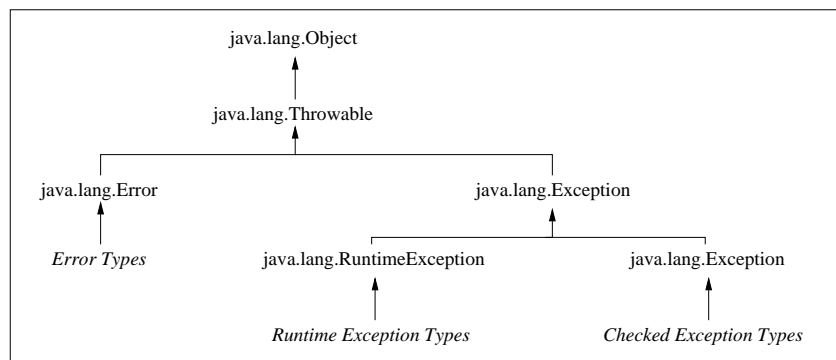 java.lang.Object
java.lang.Throwable
java.lang.Error
java.lang.Exception
Error Types
java.lang.RuntimeException
java.lang.Exception
Runtime Exception Types
Checked Exception Types